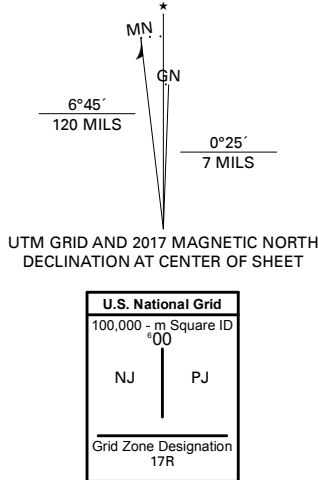 ★
MN
GN
6°45´
120 MILS
0°25´
7 MILS
UTM GRID AND 2017 MAGNETIC NORTH
DECLINATION AT CENTER OF SHEET
U.S. National Grid
100,000 - m Square ID
⁶00
NJ PJ
Grid Zone Designation
17R